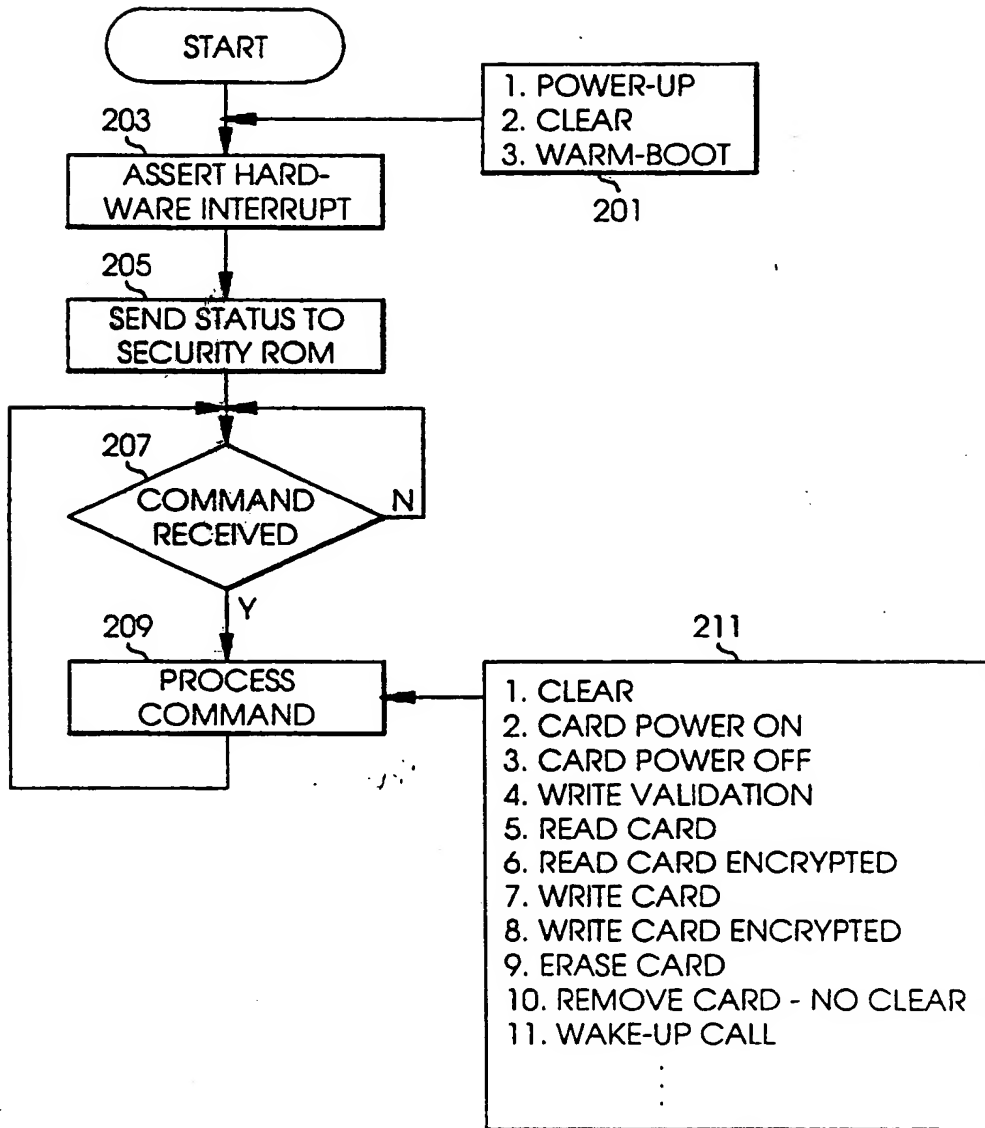 START
1. POWER-UP
2. CLEAR
3. WARM-BOOT
201
203
ASSERT HARD-
WARE INTERRUPT
205
SEND STATUS TO
SECURITY ROM
207
COMMAND
RECEIVED
N
Y
209
PROCESS
COMMAND
211
1. CLEAR
2. CARD POWER ON
3. CARD POWER OFF
4. WRITE VALIDATION
5. READ CARD
6. READ CARD ENCRYPTED
7. WRITE CARD
8. WRITE CARD ENCRYPTED
9. ERASE CARD
10. REMOVE CARD - NO CLEAR
11. WAKE-UP CALL